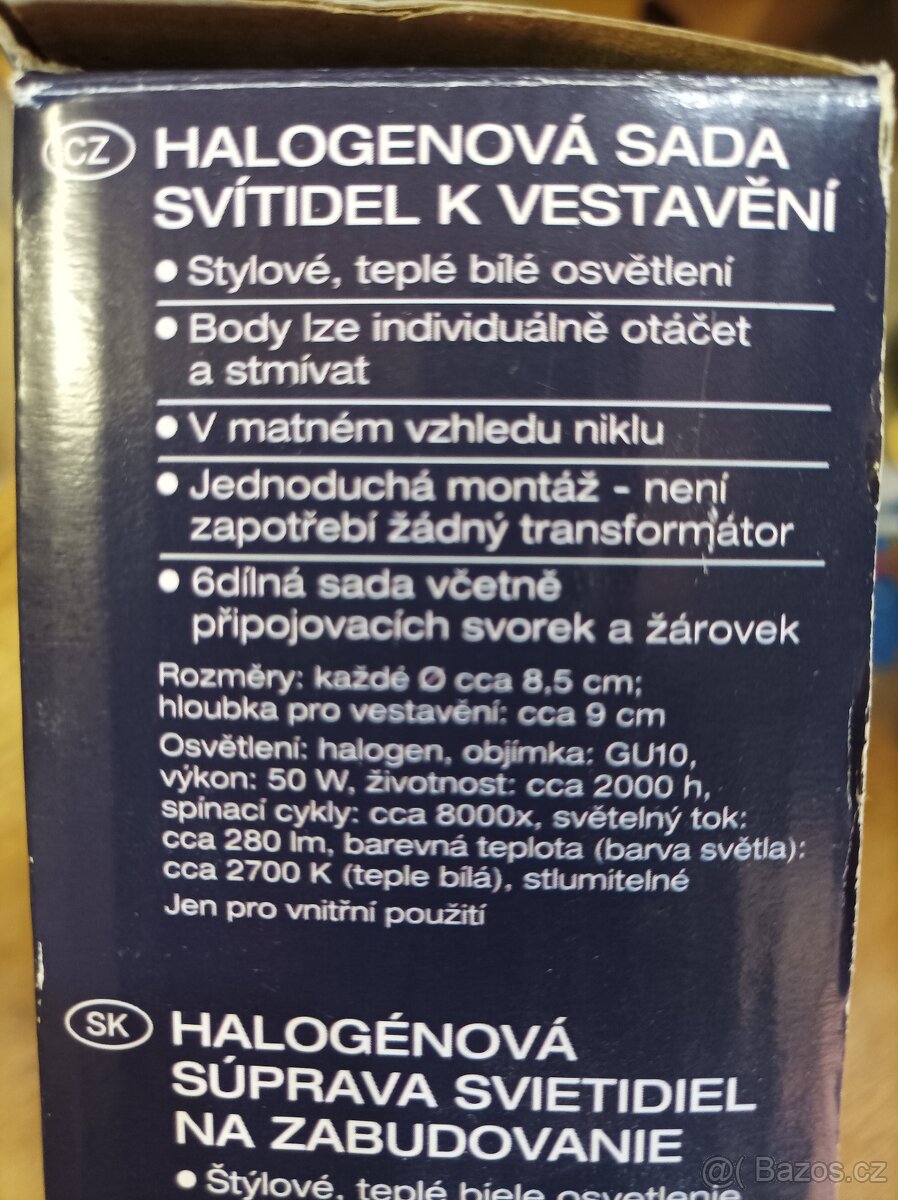 CZ HALOGENOVÁ SADA
SVÍTIDEL K VESTAVĚNÍ
• Stylové, teplé bílé osvětlení
• Body lze individuálně otáčet
a stmívat
• V matném vzhledu niklu
• Jednoduchá montáž - není
zapotřebí žádný transformátor
• 6dílná sada včetně
připojovacích svorek a žárovek
Rozměry: každé Ø cca 8,5 cm;
hloubka pro vestavění: cca 9 cm
Osvětlení: halogen, objímka: GU10,
výkon: 50 W, životnost: cca 2000 h,
spínací cykly: cca 8000x, světelný tok:
cca 280 lm, barevná teplota (barva světla):
cca 2700 K (teple bílá), stlumitelné
Jen pro vnitřní použití
SK HALOGÉNOVÁ
SÚPRAVA SVIETIDIEL
NA ZABUDOVANIE
• Štýlové, teplé biele osvetlenie
@( Bazos.cz